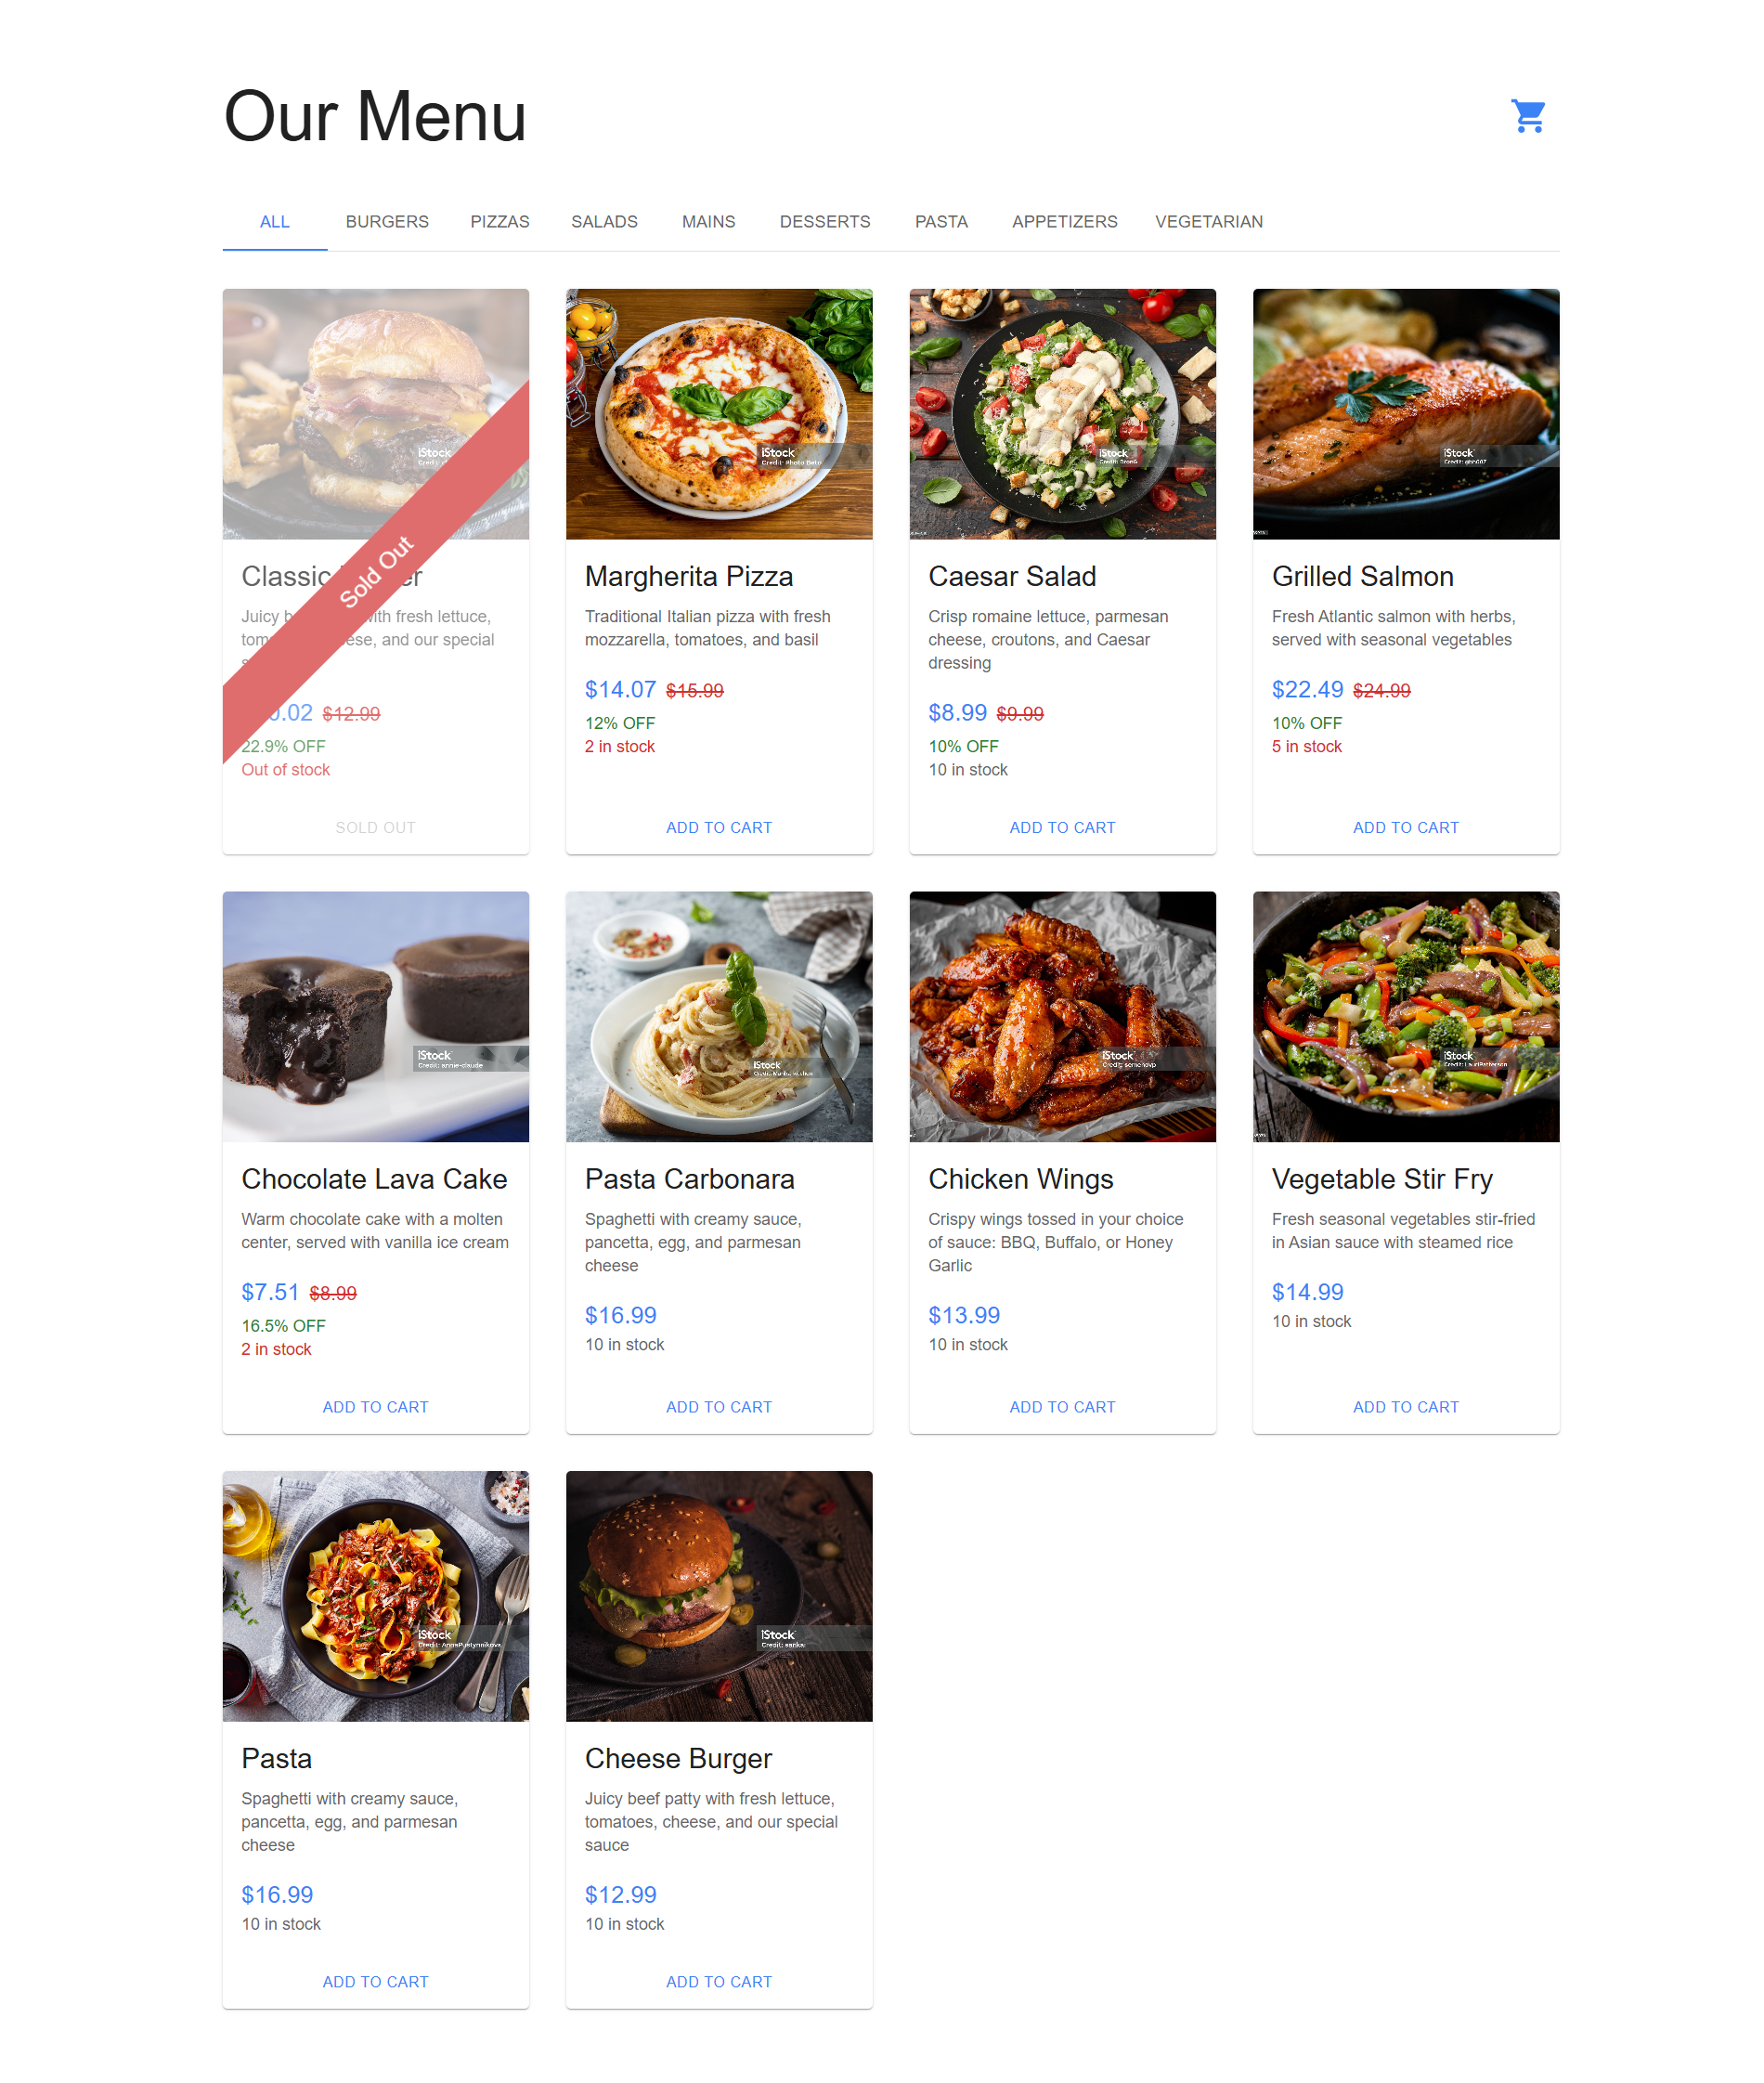 Our Menu
ALL BURGERS PIZZAS SALADS MAINS DESSERTS PASTA APPETIZERS VEGETARIAN
iStock
Sold Out
Classic
Juicy with fresh lettuce,
and our special
$12.99
22.9% OFF
Out of stock
SOLD OUT
iStock
Credit: Photo Beto
Margherita Pizza
Traditional Italian pizza with fresh
mozzarella, tomatoes, and basil
$14.07 $15.99
12% OFF
2 in stock
ADD TO CART
iStock
Caesar Salad
Crisp romaine lettuce, parmesan
cheese, croutons, and Caesar
dressing
$8.99 $9.99
10% OFF
10 in stock
ADD TO CART
iStock
Grilled Salmon
Fresh Atlantic salmon with herbs,
served with seasonal vegetables
$22.49 $24.99
10% OFF
5 in stock
ADD TO CART
iStock
Credit: annie-claude
Chocolate Lava Cake
Warm chocolate cake with a molten
center, served with vanilla ice cream
$7.51 $8.99
16.5% OFF
2 in stock
ADD TO CART
iStock
Pasta Carbonara
Spaghetti with creamy sauce,
pancetta, egg, and parmesan
cheese
$16.99
10 in stock
ADD TO CART
iStock
Chicken Wings
Crispy wings tossed in your choice
of sauce: BBQ, Buffalo, or Honey
Garlic
$13.99
10 in stock
ADD TO CART
iStock
Credit: LauriPatterson
Vegetable Stir Fry
Fresh seasonal vegetables stir-fried
in Asian sauce with steamed rice
$14.99
10 in stock
ADD TO CART
iStock
Credit: AnnaPustynnikova
Pasta
Spaghetti with creamy sauce,
pancetta, egg, and parmesan
cheese
$16.99
10 in stock
ADD TO CART
iStock
Cheese Burger
Juicy beef patty with fresh lettuce,
tomatoes, cheese, and our special
sauce
$12.99
10 in stock
ADD TO CART